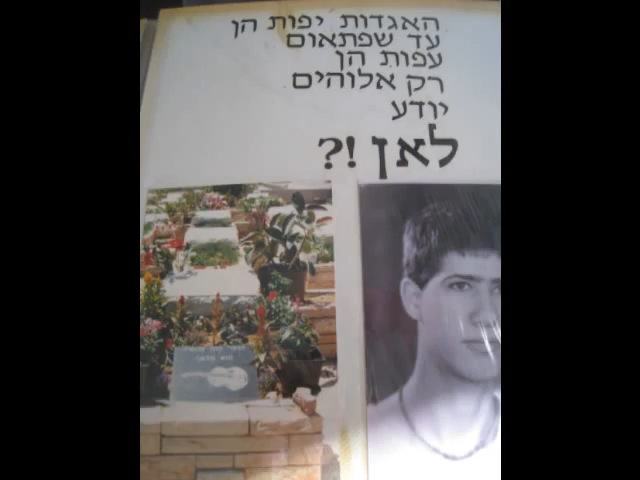 האגדות יפות הן
עד שפתאום
עפות הן
רק אלוהים
יודע
לאן !?